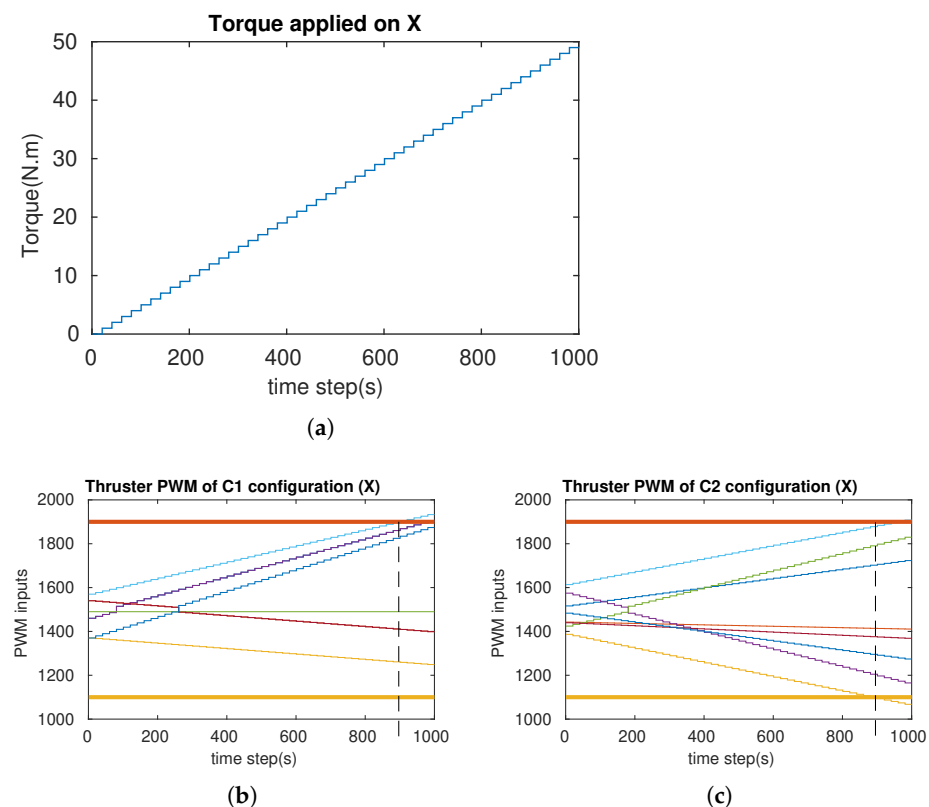 Torque applied on X
50
40
30
20
10
0
Torque(N.m)
0 200 400 600 800 1000
time step(s)
(a)
Thruster PWM of C1 configuration (X)
2000
1800
1600
1400
1200
1000
PWM inputs
0 200 400 600 800 1000
time step(s)
(b)
Thruster PWM of C2 configuration (X)
2000
1800
1600
1400
1200
1000
PWM inputs
0 200 400 600 800 1000
time step(s)
(c)